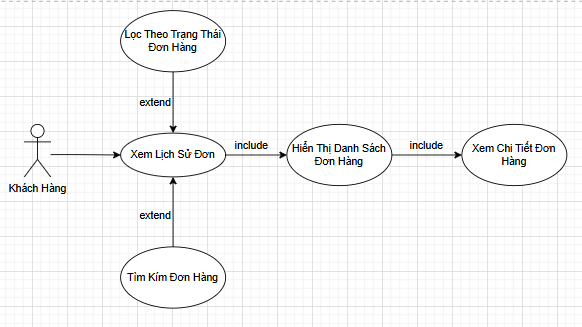 Lọc Theo Trạng Thái
Đơn Hàng
extend
Khách Hàng
Xem Lịch Sử Đơn
include
Hiển Thị Danh Sách
Đơn Hàng
include
Xem Chi Tiết Đơn
Hàng
extend
Tìm Kím Đơn Hàng